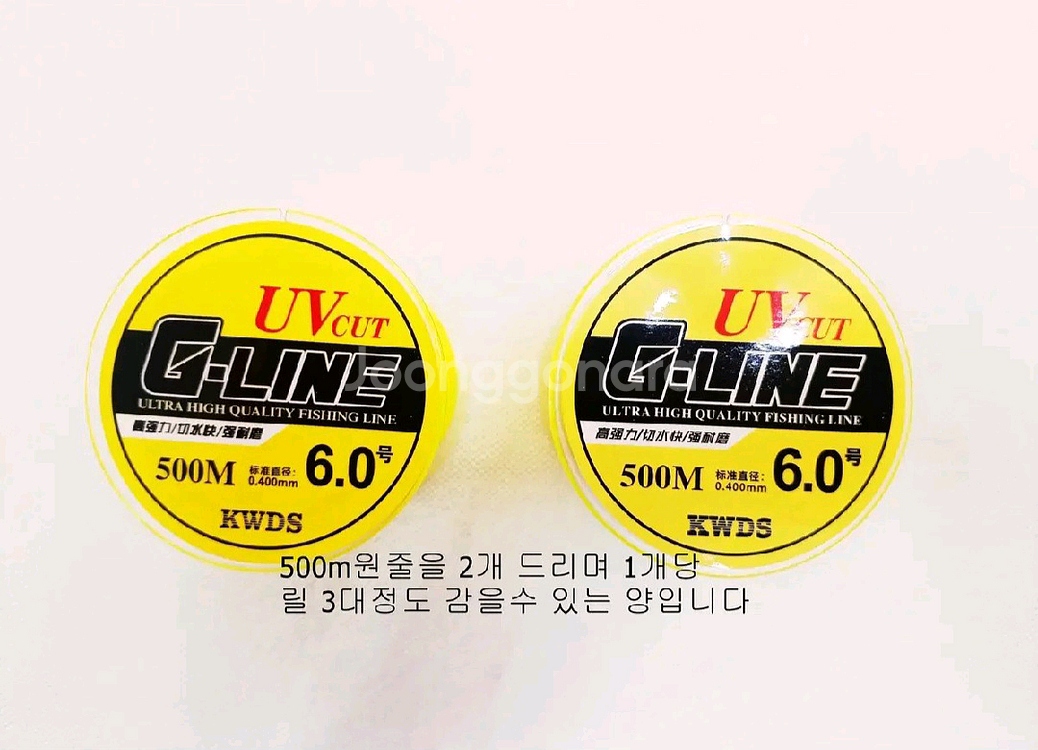 UV CUT
G-LINE
ULTRA HIGH QUALITY FISHING LINE
高强力/切水快/强耐磨
500M 标准直径: 0.400mm 6.0号
KWDS
UV CUT
G-LINE
ULTRA HIGH QUALITY FISHING LINE
高强力/切水快/强耐磨
500M 标准直径: 0.400mm 6.0号
KWDS
Joonggonara
500m원줄을 2개 드리며 1개당
릴 3대정도 감을수 있는 양입니다